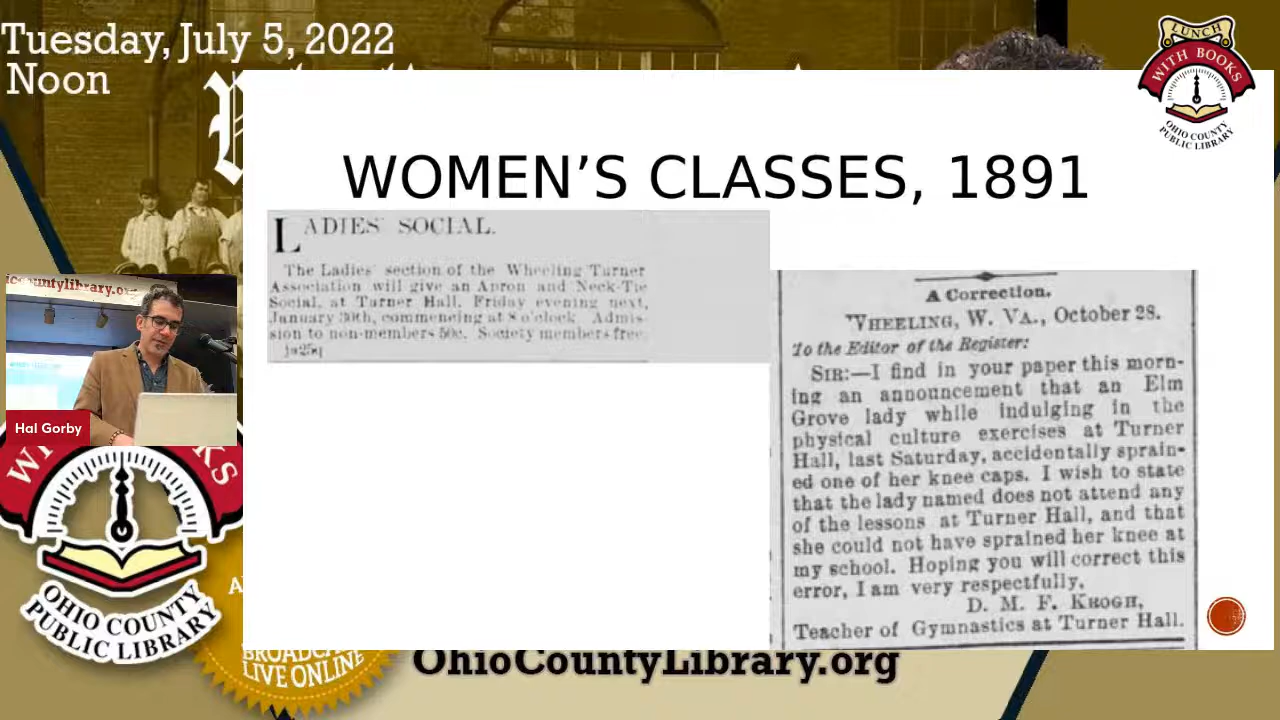 Tuesday, July 5, 2022
Noon
LUNCH
WITH BOOKS
OHIO COUNTY
PUBLIC LIBRARY
WOMEN’S CLASSES, 1891
LADIES' SOCIAL.
The Ladies' section of the Wheeling Turner
Association will give an Apron and Neck-Tie
Social, at Turner Hall, Friday evening next,
January 30th, commencing at 8 o'clock. Admis-
sion to non-members 50c. Society members free.
ja25q
A Correction.
WHEELING, W. VA., October 28.
To the Editor of the Register:
SIR:—I find in your paper this morn-
ing an announcement that an Elm
Grove lady while indulging in the
physical culture exercises at Turner
Hall, last Saturday, accidentally sprain-
ed one of her knee caps. I wish to state
that the lady named does not attend any
of the lessons at Turner Hall, and that
she could not have sprained her knee at
my school. Hoping you will correct this
error, I am very respectfully,
D. M. F. KROGH,
Teacher of Gymnastics at Turner Hall.
countylibrary.org
Hal Gorby
WITH BOOKS
OHIO COUNTY
PUBLIC LIBRARY
BROADCAST
LIVE ONLINE
OhioCountyLibrary.org